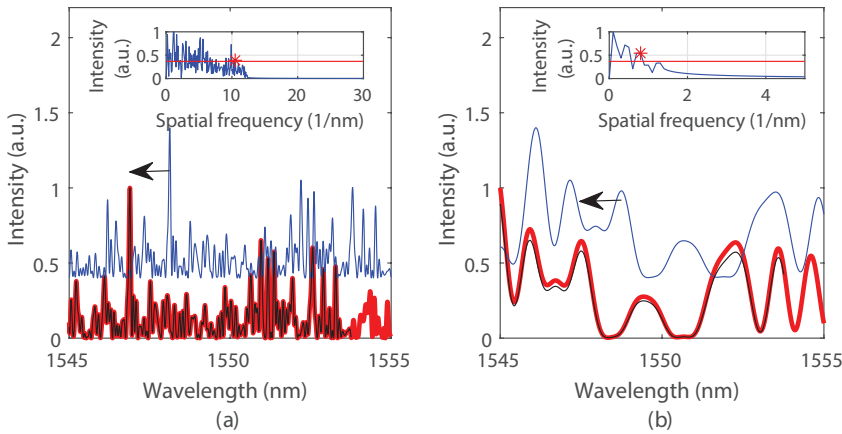 2
1.5
1
0.5
0
1545
1550
1555
Intensity (a.u.)
Wavelength (nm)
(a)
Intensity
(a.u.)
1
0.5
0
0
10
20
30
Spatial frequency (1/nm)
2
1.5
1
0.5
0
1545
1550
1555
Intensity (a.u.)
Wavelength (nm)
(b)
Intensity
(a.u.)
1
0.5
0
0
2
4
Spatial frequency (1/nm)